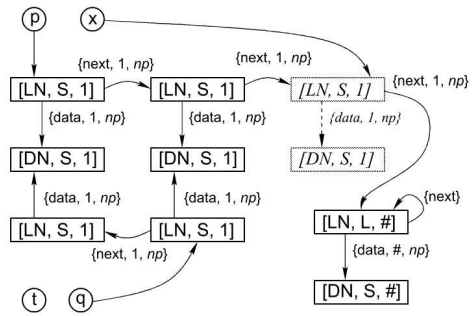 p x
{next, 1, np} {next, 1, np} {next, 1, np}
[LN, S, 1] [LN, S, 1] [LN, S, 1]
{data, 1, np} {data, 1, np} {data, 1, np}
[DN, S, 1] [DN, S, 1] [DN, S, 1]
{data, 1, np} {data, 1, np} {next}
[LN, S, 1] [LN, S, 1] [LN, L, #]
{next, 1, np} {data, #, np}
t q [DN, S, #]